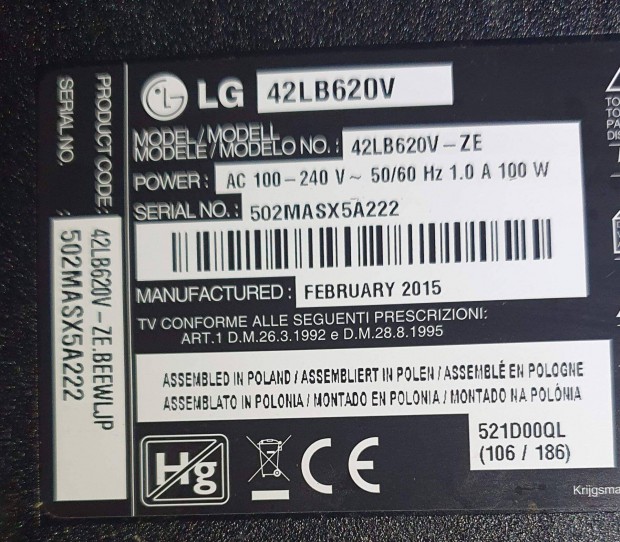 LG 42LB620V
MODEL / MODELL
MODÈLE / MODELO NO. : 42LB620V-ZE
POWER : AC 100-240 V ~ 50/60 Hz 1.0 A 100 W
SERIAL NO. : 502MASX5A222
MANUFACTURED : FEBRUARY 2015
TV CONFORME ALLE SEGUENTI PRESCRIZIONI:
ART.1 D.M.26.3.1992 e D.M.28.8.1995
ASSEMBLED IN POLAND / ASSEMBLIERT IN POLEN / ASSEMBLÉ EN POLOGNE
ASSEMBLATO IN POLONIA / MONTADO EN POLONIA / MONTADO NA POLÔNIA
521D00QL
(106 / 186)
Hg
CE
PRODUCT CODE: 42LB620V-ZE.BEEWLJP
SERIAL NO. : 502MASX5A222